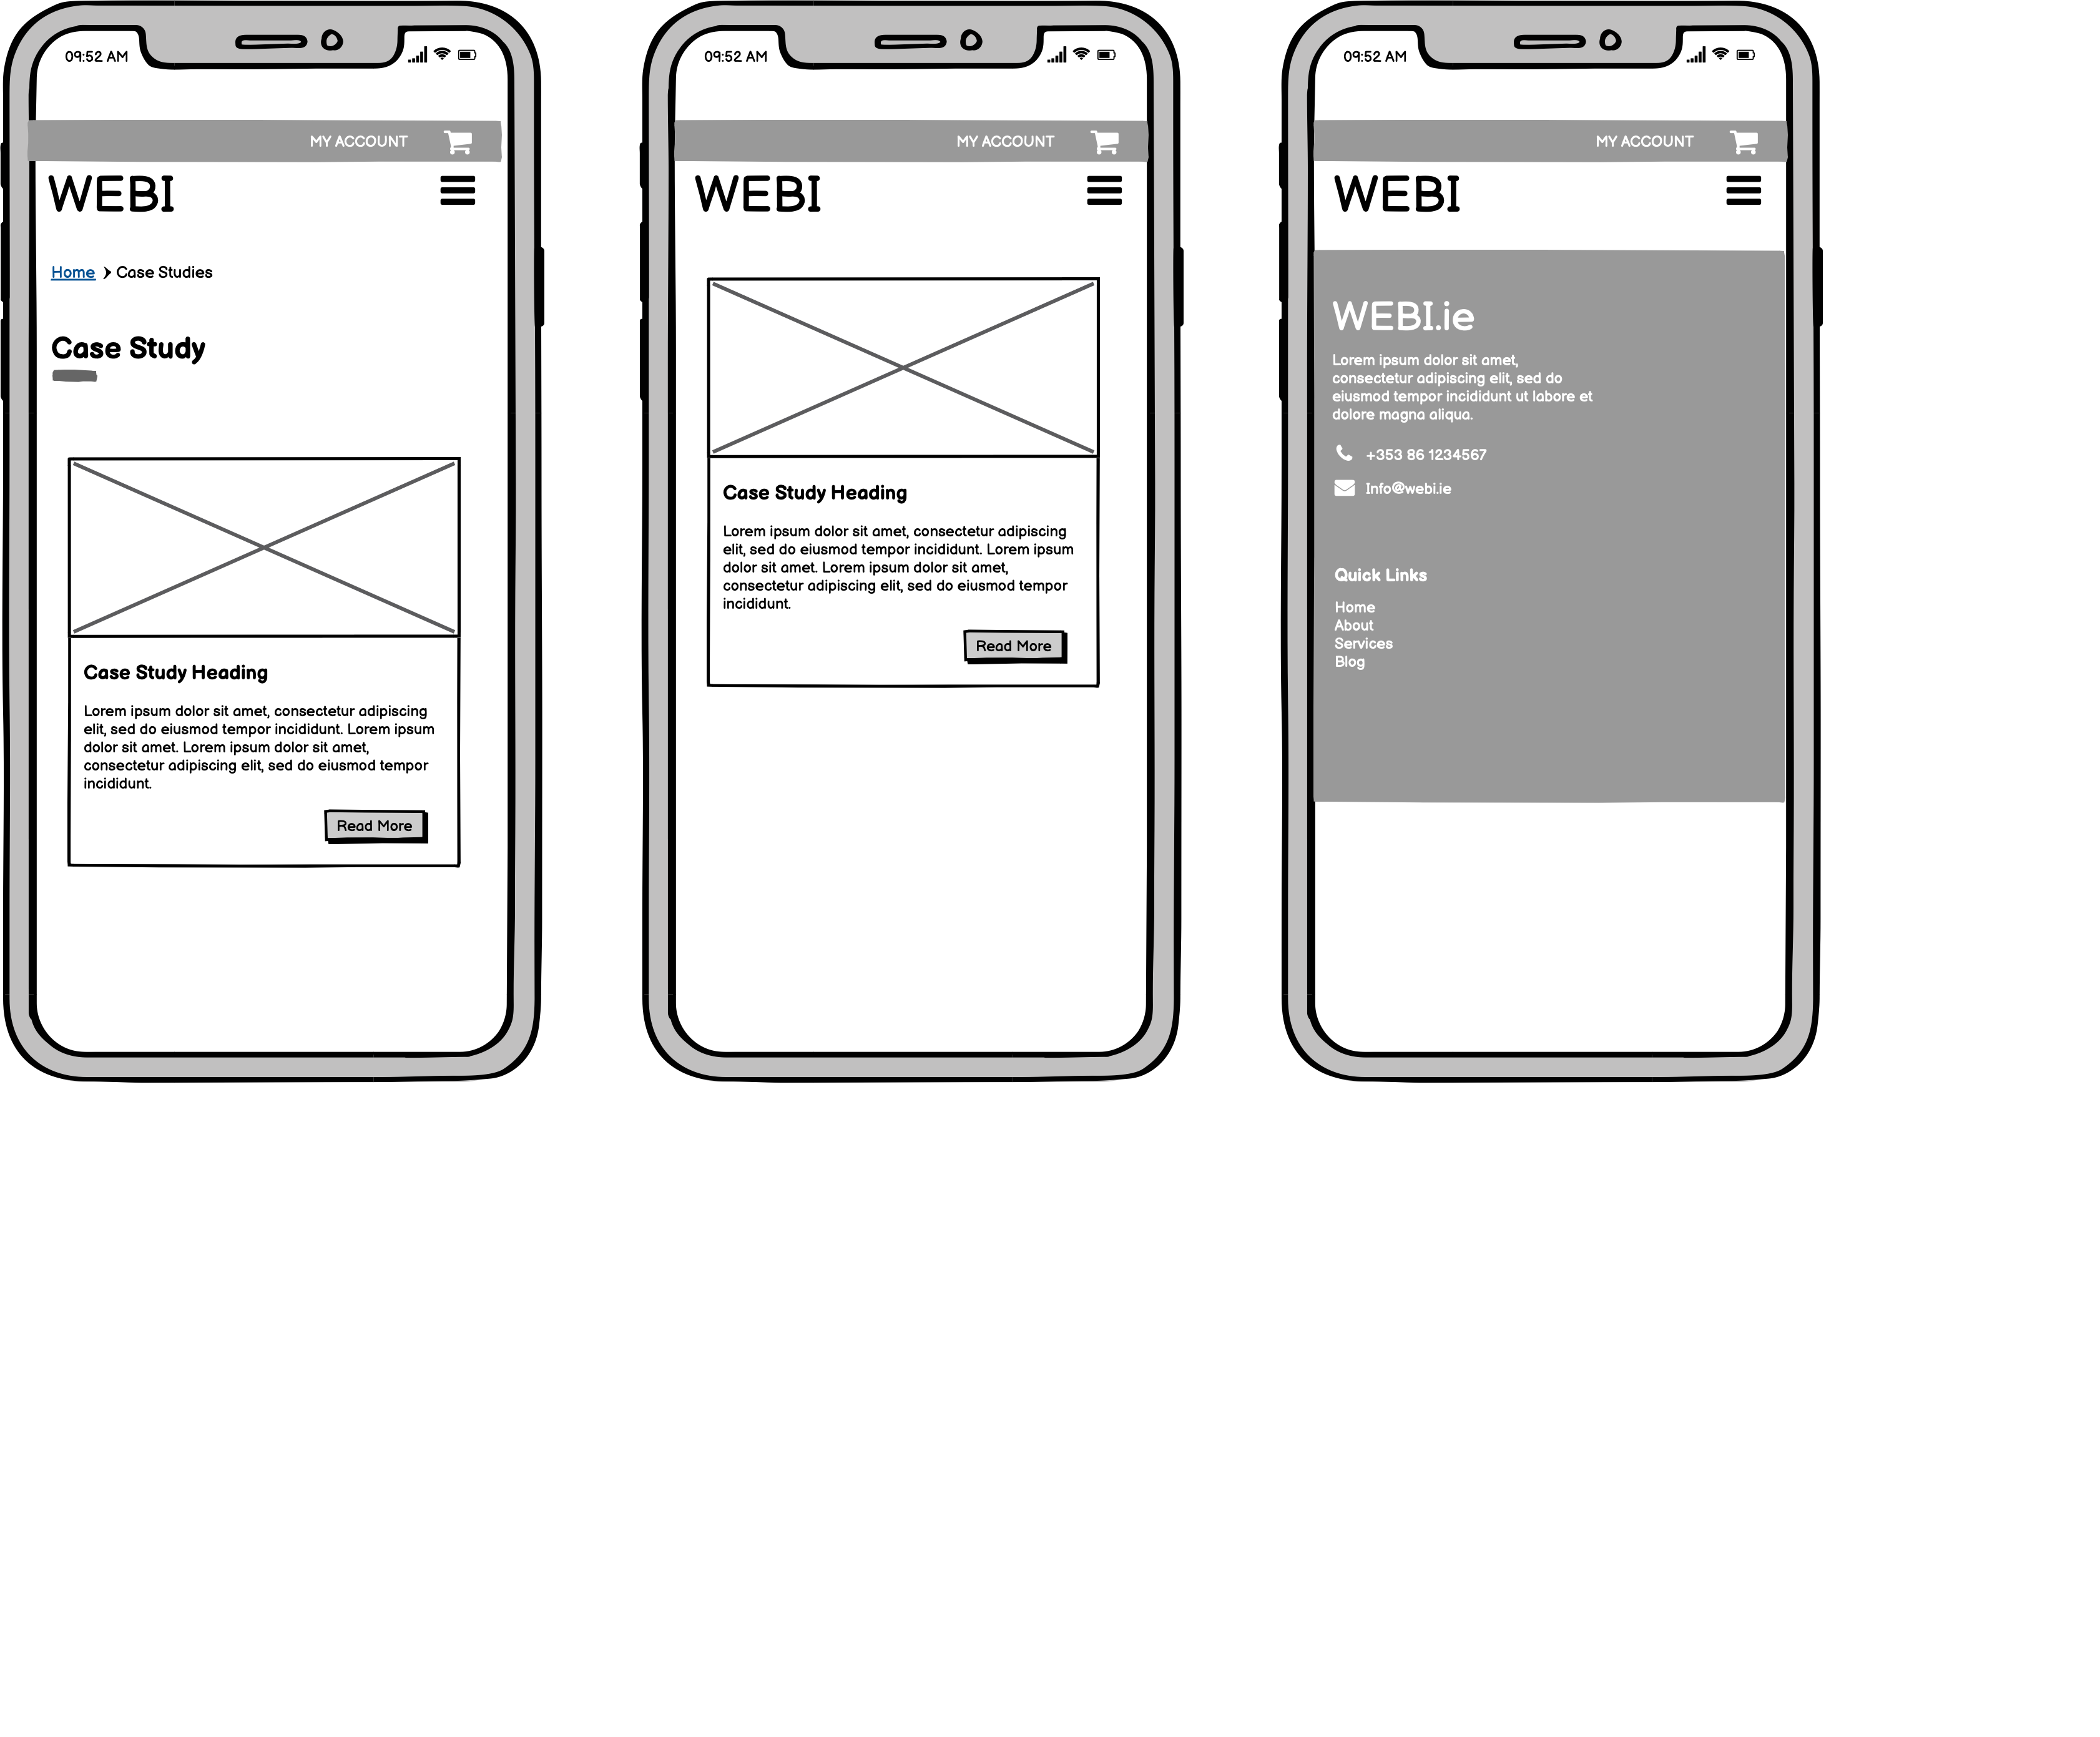 09:52 AM
MY ACCOUNT
WEBI
Home Case Studies
Case Study
Case Study Heading
Lorem ipsum dolor sit amet, consectetur adipiscing
elit, sed do eiusmod tempor incididunt. Lorem ipsum
dolor sit amet. Lorem ipsum dolor sit amet,
consectetur adipiscing elit, sed do eiusmod tempor
incididunt.
Read More
09:52 AM
MY ACCOUNT
WEBI
Case Study Heading
Lorem ipsum dolor sit amet, consectetur adipiscing
elit, sed do eiusmod tempor incididunt. Lorem ipsum
dolor sit amet. Lorem ipsum dolor sit amet,
consectetur adipiscing elit, sed do eiusmod tempor
incididunt.
Read More
09:52 AM
MY ACCOUNT
WEBI
WEBI.ie
Lorem ipsum dolor sit amet,
consectetur adipiscing elit, sed do
eiusmod tempor incididunt ut labore et
dolore magna aliqua.
+353 86 1234567
Info@webi.ie
Quick Links
Home
About
Services
Blog